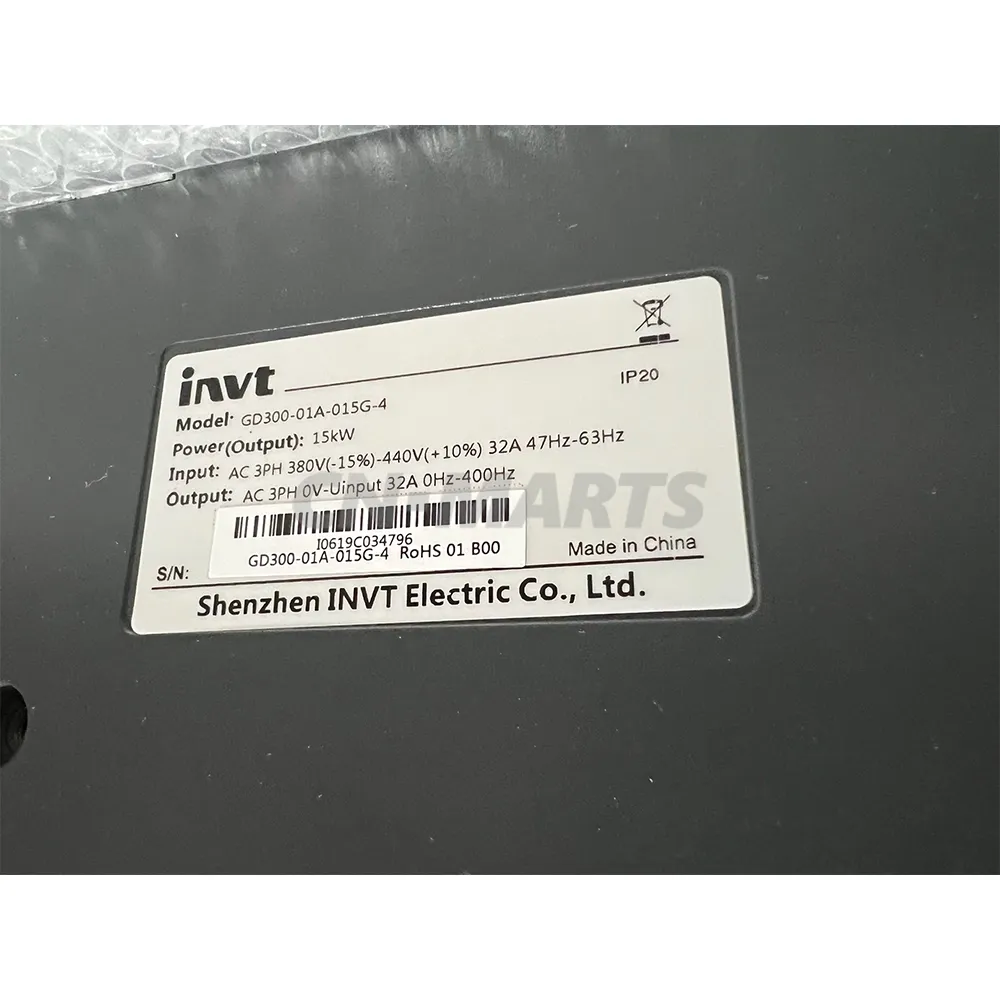 invt
IP20
Model: GD300-01A-015G-4
Power(Output): 15kW
Input: AC 3PH 380V(-15%)-440V(+10%) 32A 47Hz-63Hz
Output: AC 3PH 0V-Uinput 32A 0Hz-400Hz
CN-MARTS
I0619C034796
GD300-01A-015G-4 RoHS 01 B00
S/N:
Made in China
Shenzhen INVT Electric Co., Ltd.